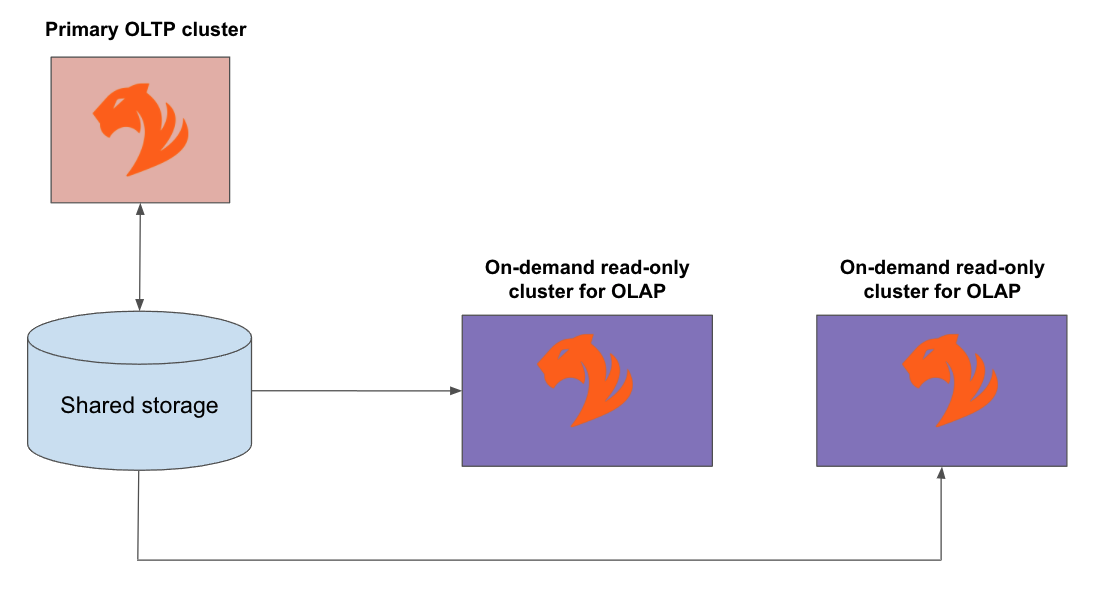 Primary OLTP cluster
On-demand read-only
cluster for OLAP
On-demand read-only
cluster for OLAP
Shared storage